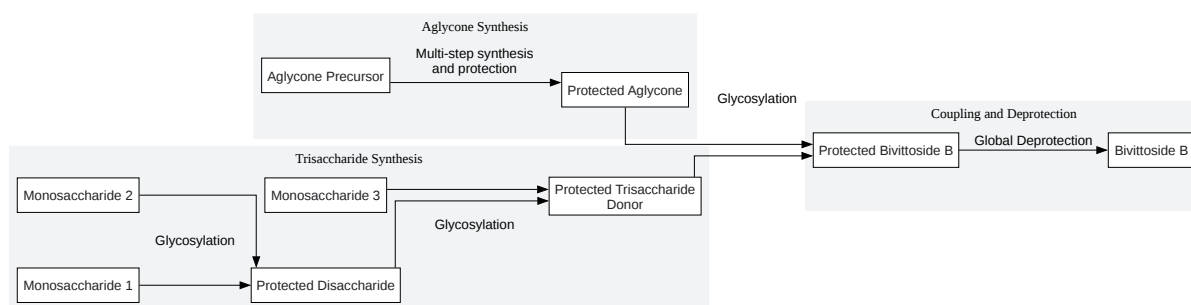 Aglycone Synthesis
Multi-step synthesis
and protection
Aglycone Precursor
Protected Aglycone
Glycosylation
Coupling and Deprotection
Protected Bivittoside B
Global Deprotection
Bivittoside B
Trisaccharide Synthesis
Monosaccharide 2
Monosaccharide 3
Protected Trisaccharide
Donor
Glycosylation
Glycosylation
Monosaccharide 1
Protected Disaccharide